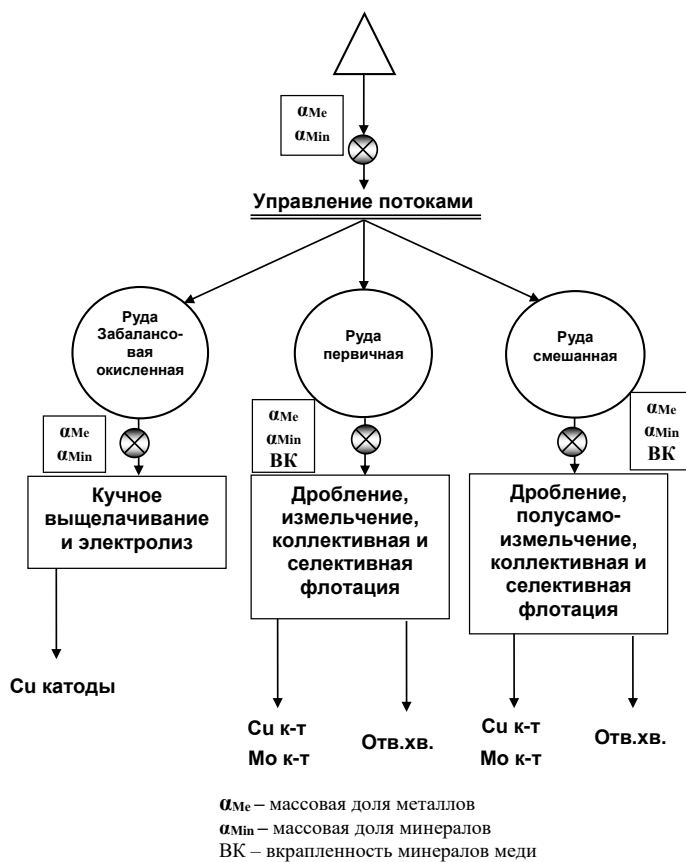 αMe
αMin
Управление потоками
Руда
Забалансо-
вая
окисленная
Руда
первичная
Руда
смешанная
αMe
αMin
αMe
αMin
ВК
αMe
αMin
ВК
Кучное
выщелачивание
и электролиз
Дробление,
измельчение,
коллективная и
селективная
флотация
Дробление,
полусамо-
измельчение,
коллективная и
селективная
флотация
Cu катоды
Cu к-т
Мо к-т
Отв.хв.
Cu к-т
Мо к-т
Отв.хв.
αMe – массовая доля металлов
αMin – массовая доля минералов
ВК – вкрапленность минералов меди